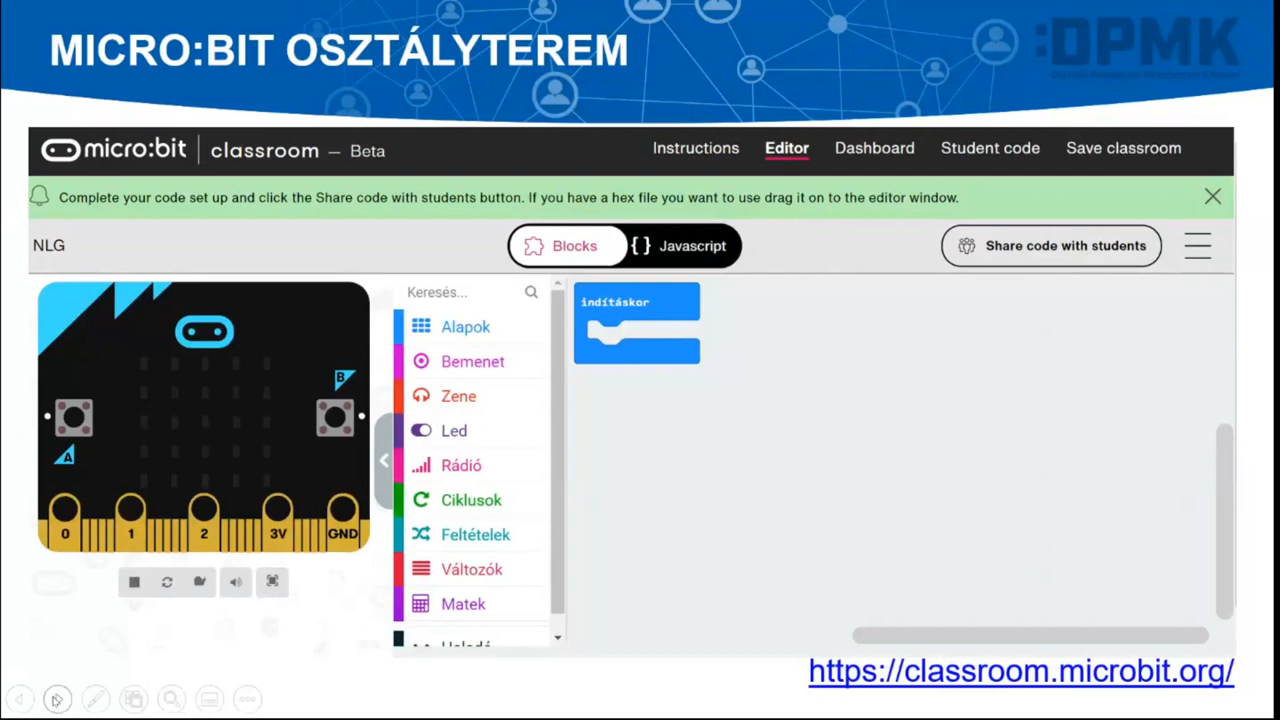 MICRO:BIT OSZTÁLYTEREM
:DPMK
micro:bit classroom – Beta
Instructions Editor Dashboard Student code Save classroom
Complete your code set up and click the Share code with students button. If you have a hex file you want to use drag it on to the editor window.
NLG
Blocks
{ } Javascript
Share code with students
Keresés...
indításkor
Alapok
Bemenet
Zene
Led
Rádió
Ciklusok
Feltételek
Változók
Matek
B
A
0 1 2 3V GND
https://classroom.microbit.org/